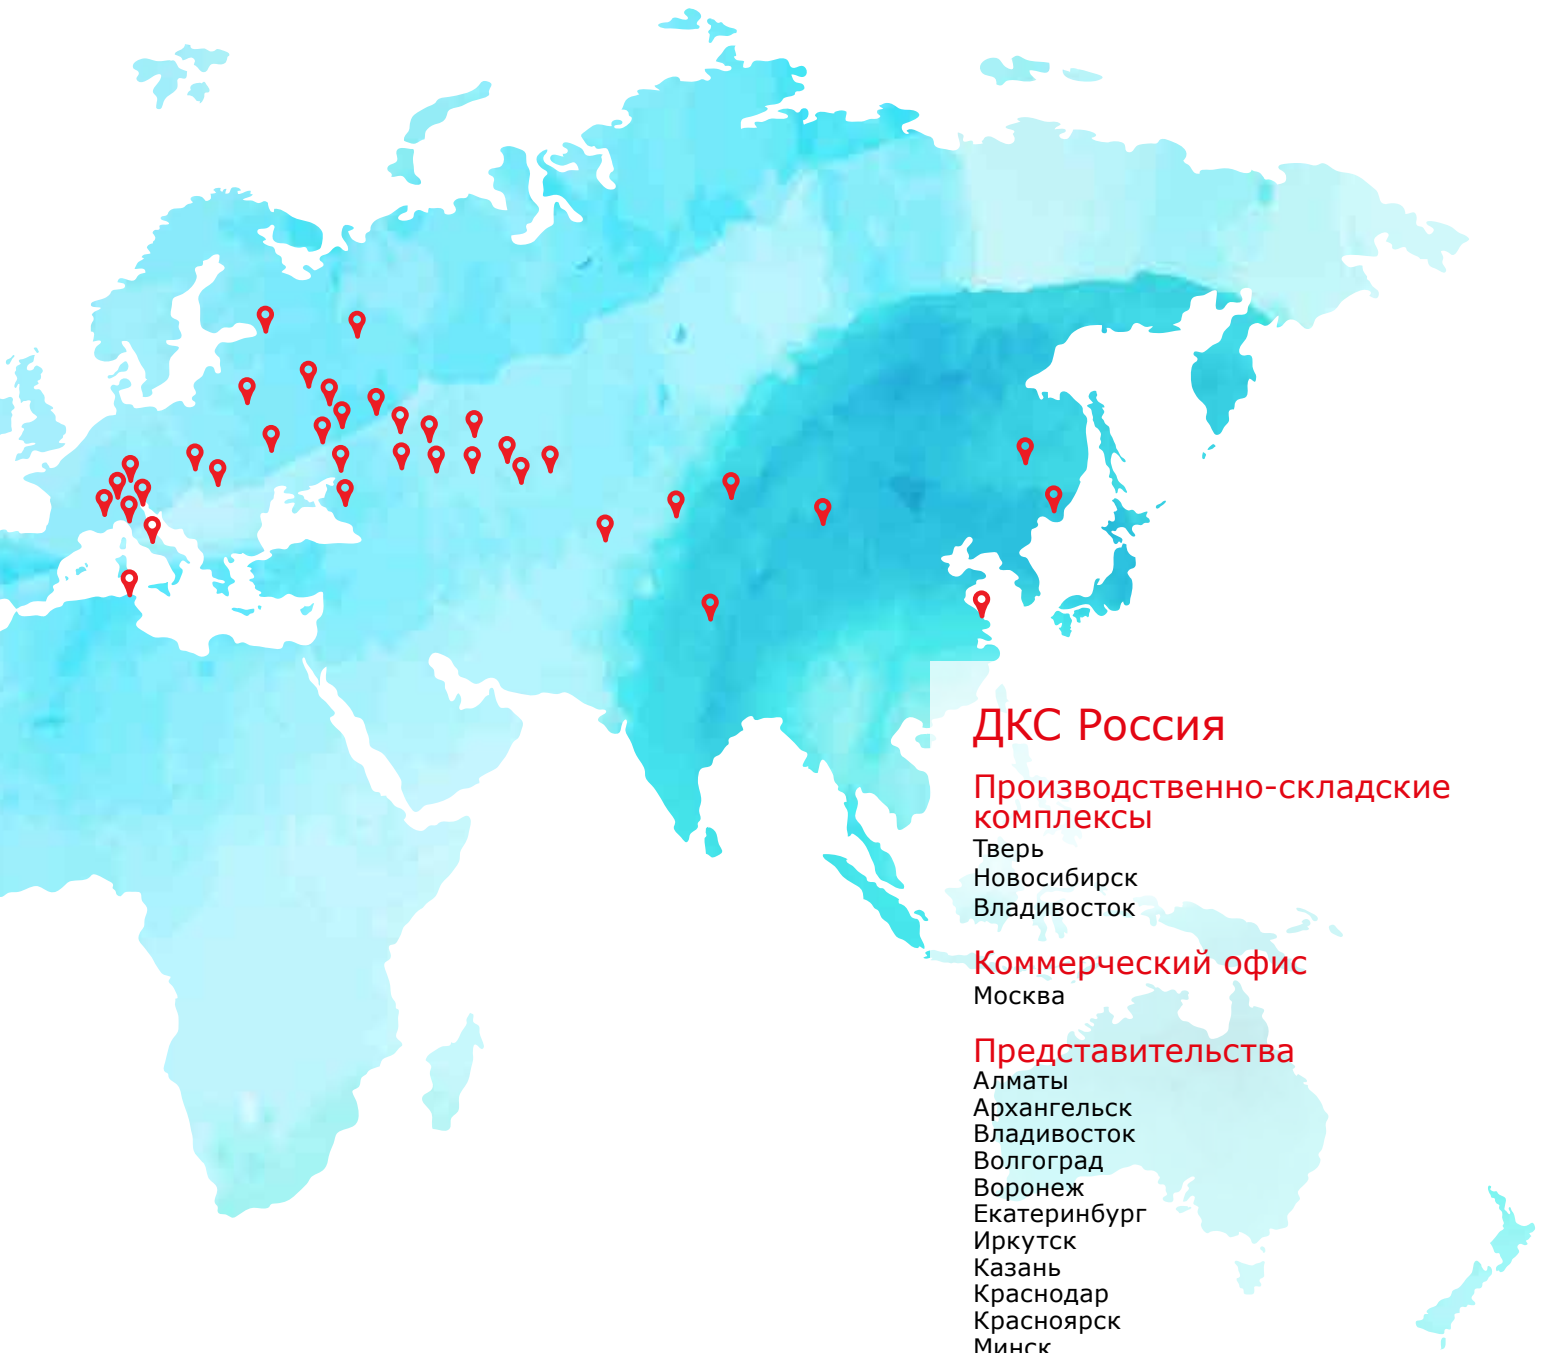 ДКС Россия
Производственно-складские
комплексы
Тверь
Новосибирск
Владивосток
Коммерческий офис
Москва
Представительства
Алматы
Архангельск
Владивосток
Волгоград
Воронеж
Екатеринбург
Иркутск
Казань
Краснодар
Красноярск
Минск